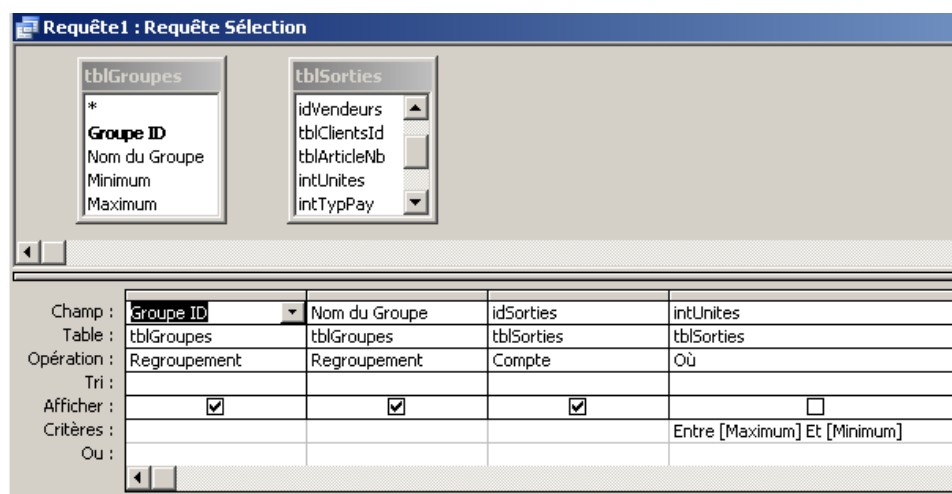 Requête1 : Requête Sélection
tblGroupes
*
Groupe ID
Nom du Groupe
Minimum
Maximum
tblSorties
idVendeurs
tblClientsId
tblArticleNb
intUnites
intTypPay
Champ : Groupe ID Nom du Groupe idSorties intUnites
Table : tblGroupes tblGroupes tblSorties tblSorties
Opération : Regroupement Regroupement Compte Où
Tri :
Afficher :
Critères : Entre [Maximum] Et [Minimum]
Ou :